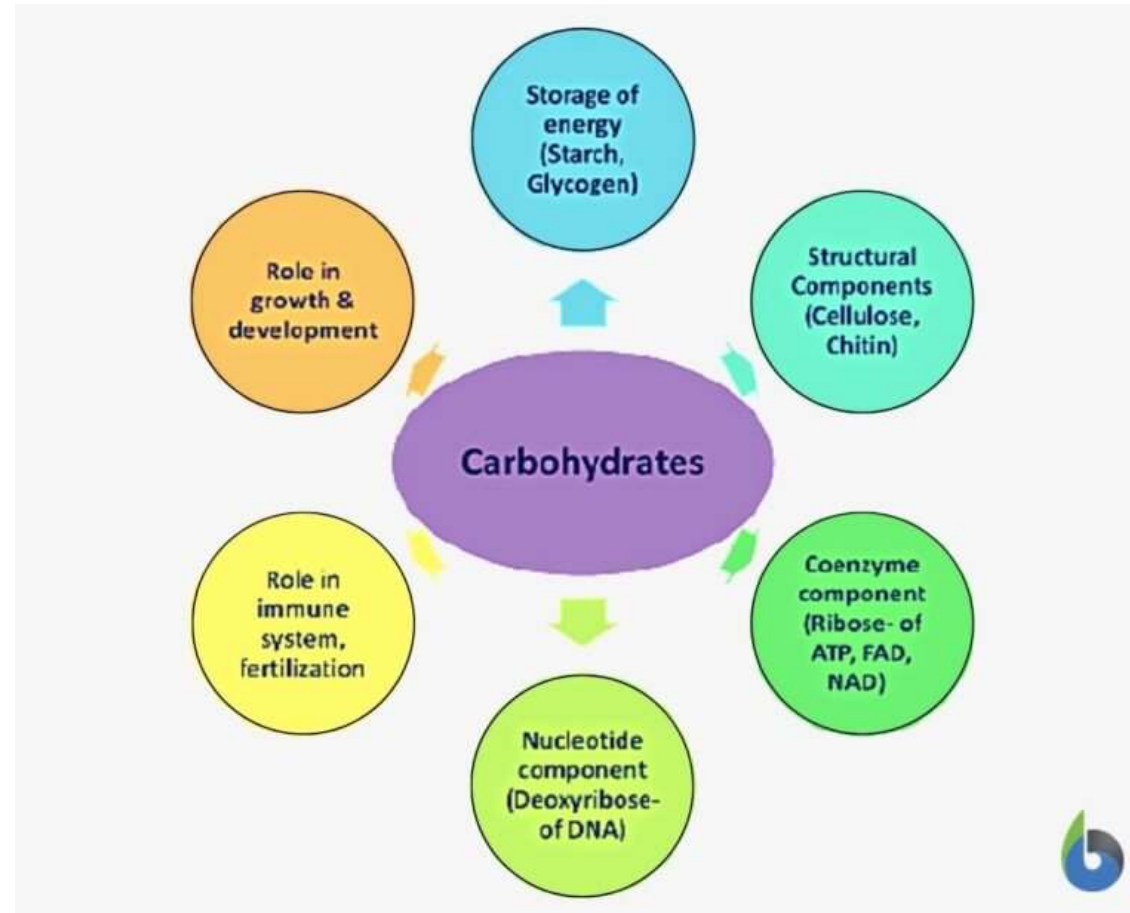 Storage of
energy
(Starch,
Glycogen)
Structural
Components
(Cellulose,
Chitin)
Coenzyme
component
(Ribose- of
ATP, FAD,
NAD)
Nucleotide
component
(Deoxyribose-
of DNA)
Role in
immune
system,
fertilization
Role in
growth &
development
Carbohydrates